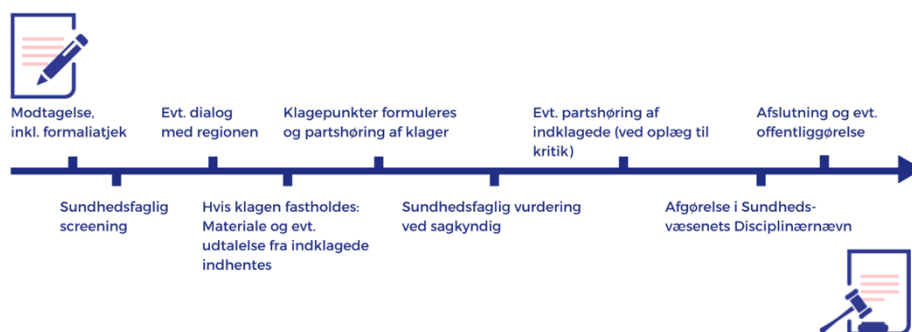 Modtagelse,
inkl. formaliatjek
Sundhedsfaglig
screening
Evt. dialog
med regionen
Hvis klagen fastholdes:
Materiale og evt.
udtalelse fra indklagede
indhentes
Klagepunkter formuleres
og partshøring af klager
Sundhedsfaglig vurdering
ved sagkyndig
Evt. partshøring af
indklagede (ved oplæg til
kritik)
Afgørelse i Sundheds-
væsenets Disciplinærnævn
Afslutning og evt.
offentliggørelse